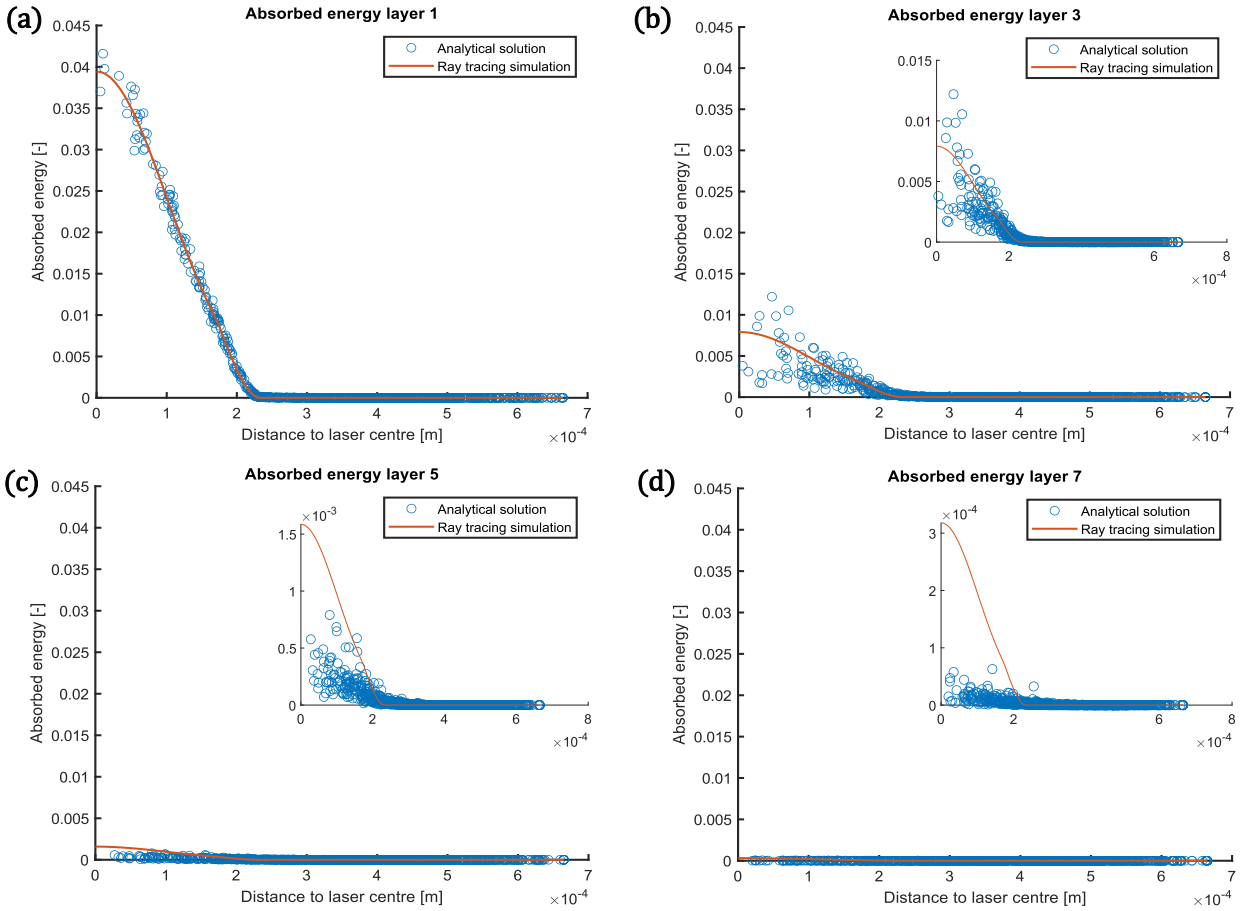 (a)
Absorbed energy layer 1
Analytical solution
Ray tracing simulation
Absorbed energy [-]
0.045
0.04
0.035
0.03
0.025
0.02
0.015
0.01
0.005
0
0 1 2 3 4 5 6 7
Distance to laser centre [m]
×10-4
(b)
Absorbed energy layer 3
Analytical solution
Ray tracing simulation
Absorbed energy [-]
0.045
0.04
0.035
0.03
0.025
0.02
0.015
0.01
0.005
0
0.015
0.01
0.005
0
0 2 4 6 8
×10-4
0 1 2 3 4 5 6 7
Distance to laser centre [m]
×10-4
(c)
Absorbed energy layer 5
Analytical solution
Ray tracing simulation
Absorbed energy [-]
0.045
0.04
0.035
0.03
0.025
0.02
0.015
0.01
0.005
0
×10-3
1.5
1
0.5
0
0 2 4 6 8
×10-4
0 1 2 3 4 5 6 7
Distance to laser centre [m]
×10-4
(d)
Absorbed energy layer 7
Analytical solution
Ray tracing simulation
Absorbed energy [-]
0.045
0.04
0.035
0.03
0.025
0.02
0.015
0.01
0.005
0
×10-4
3
2
1
0
0 2 4 6 8
×10-4
0 1 2 3 4 5 6 7
Distance to laser centre [m]
×10-4